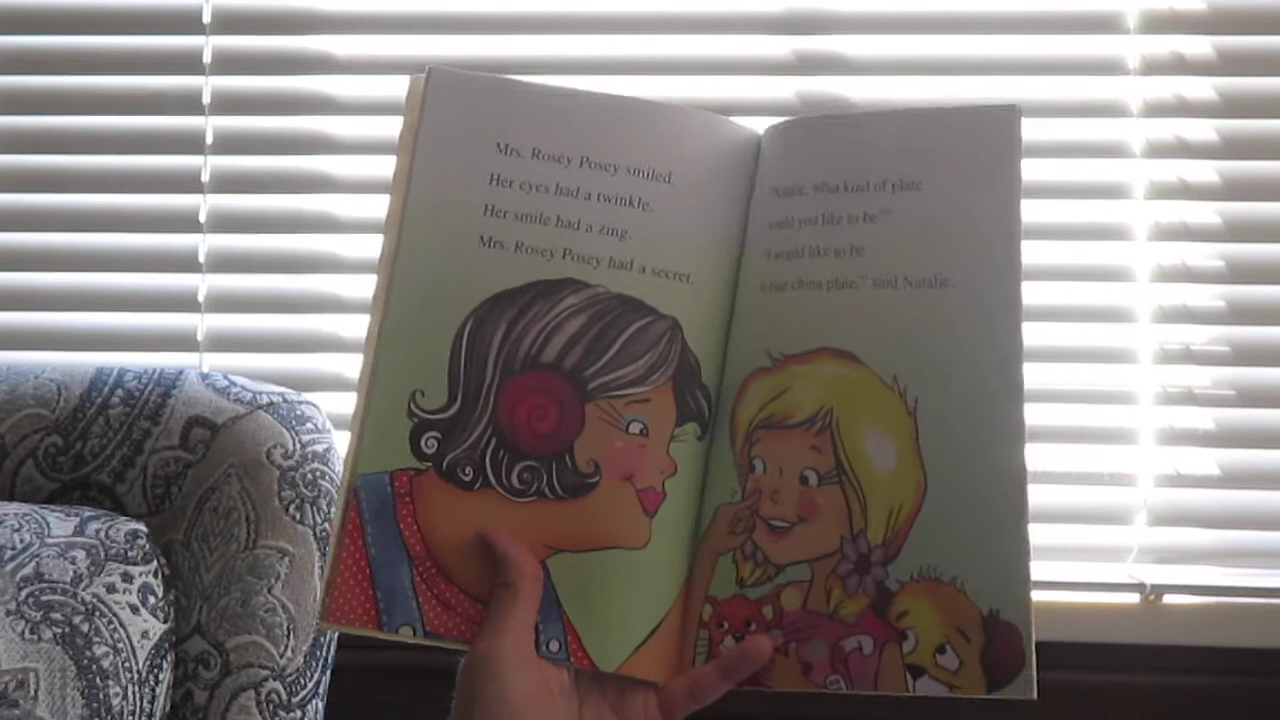 Mrs. Rosey Posey smiled.
Her eyes had a twinkle.
Her smile had a zing.
Mrs. Rosey Posey had a secret.
what kind of plate
would you like to be?"
"I would like to be
a fine china plate," said Natalie.